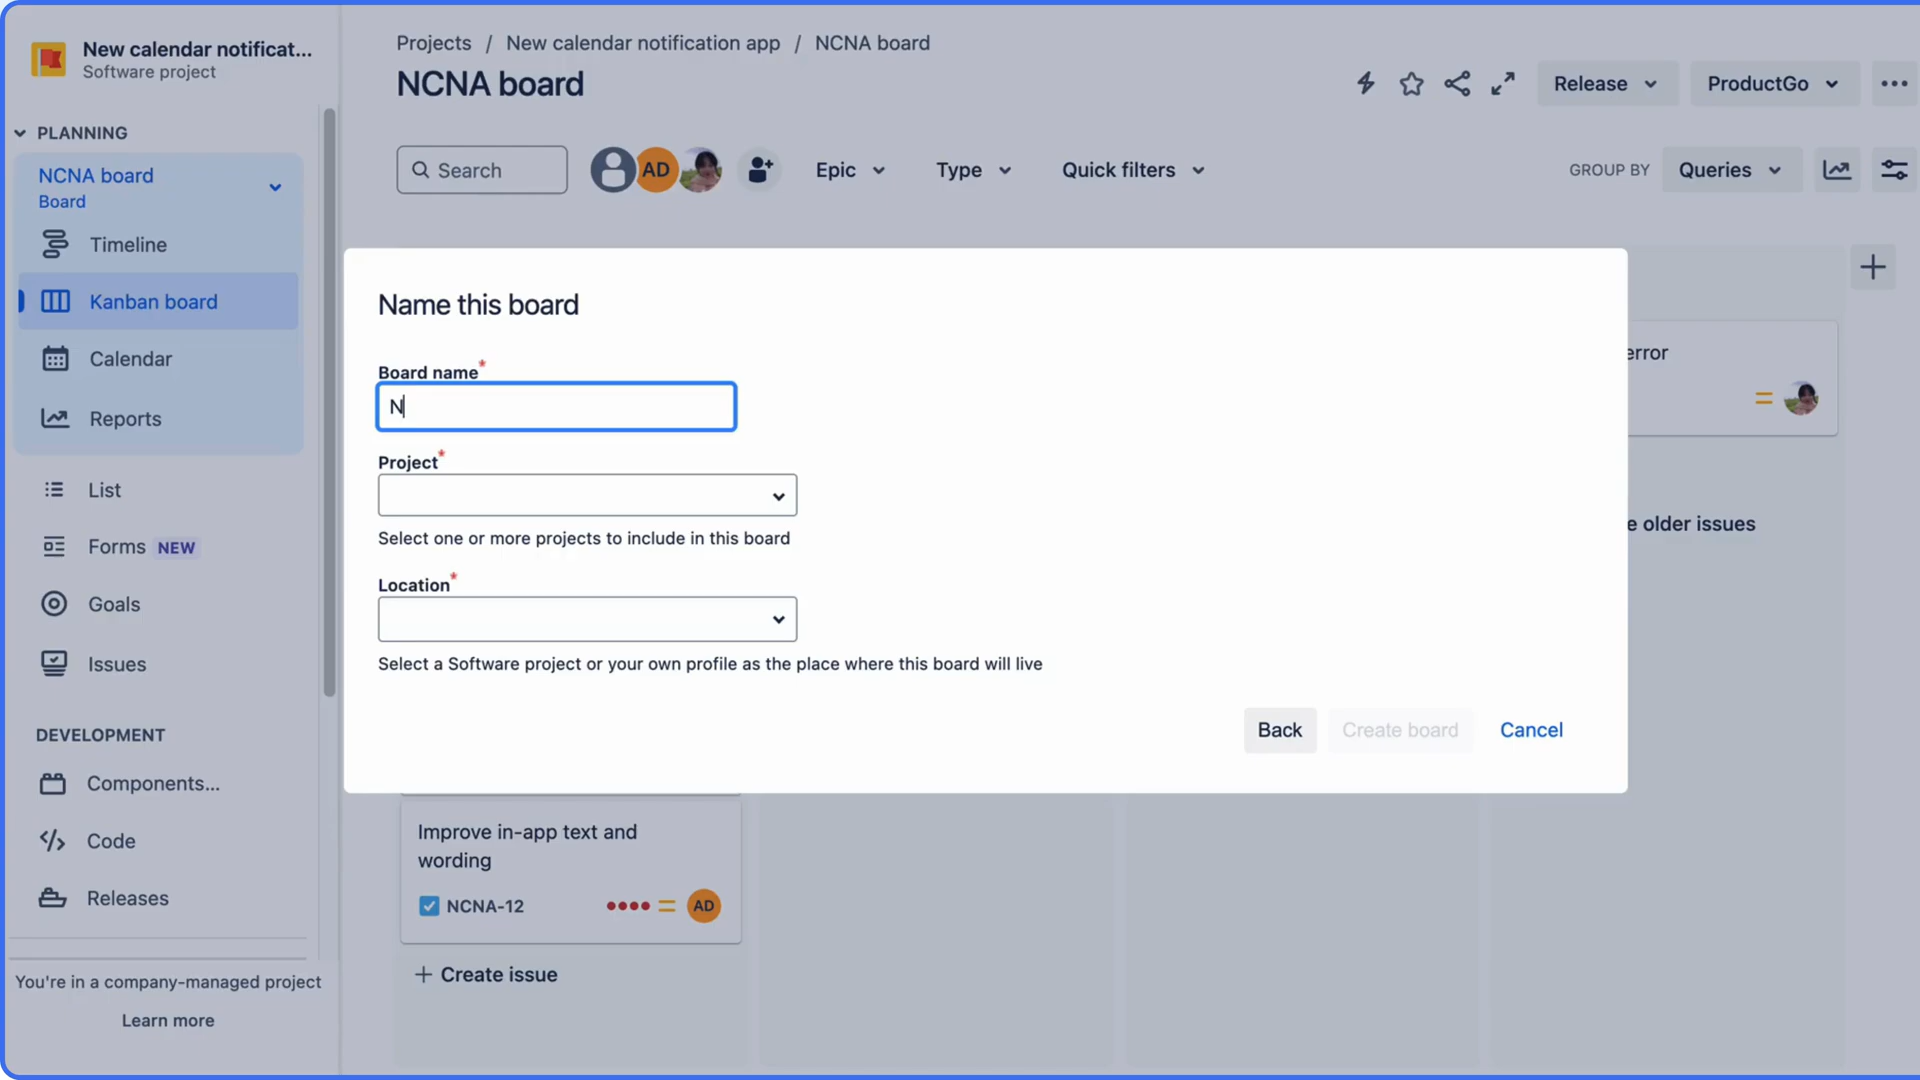 New calendar notificat...
Software project
PLANNING
NCNA board
Board
Timeline
Kanban board
Calendar
Reports
List
Forms NEW
Goals
Issues
DEVELOPMENT
Components...
Code
Releases
You're in a company-managed project
Learn more
Projects / New calendar notification app / NCNA board
NCNA board
Release
ProductGo
Search
AD
Epic
Type
Quick filters
GROUP BY
Queries
Name this board
Board name*
N
Project*
Select one or more projects to include in this board
Location*
Select a Software project or your own profile as the place where this board will live
Back
Create board
Cancel
error
e older issues
Improve in-app text and
wording
NCNA-12
AD
+ Create issue